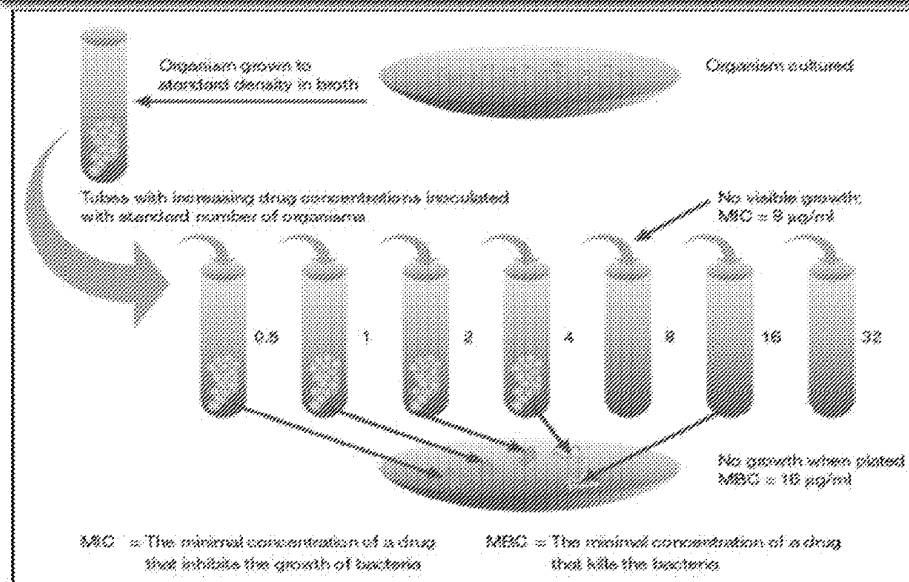 Organism grown to
standard density in broth
Organism cultured
Tubes with increasing drug concentrations inoculated
with standard number of organisms
No visible growth:
MIC = 8 µg/ml
0.5 1 2 4 8 16 32
No growth when plated
MBC = 16 µg/ml
MIC = The minimal concentration of a drug
that inhibits the growth of bacteria
MBC = The minimal concentration of a drug
that kills the bacteria